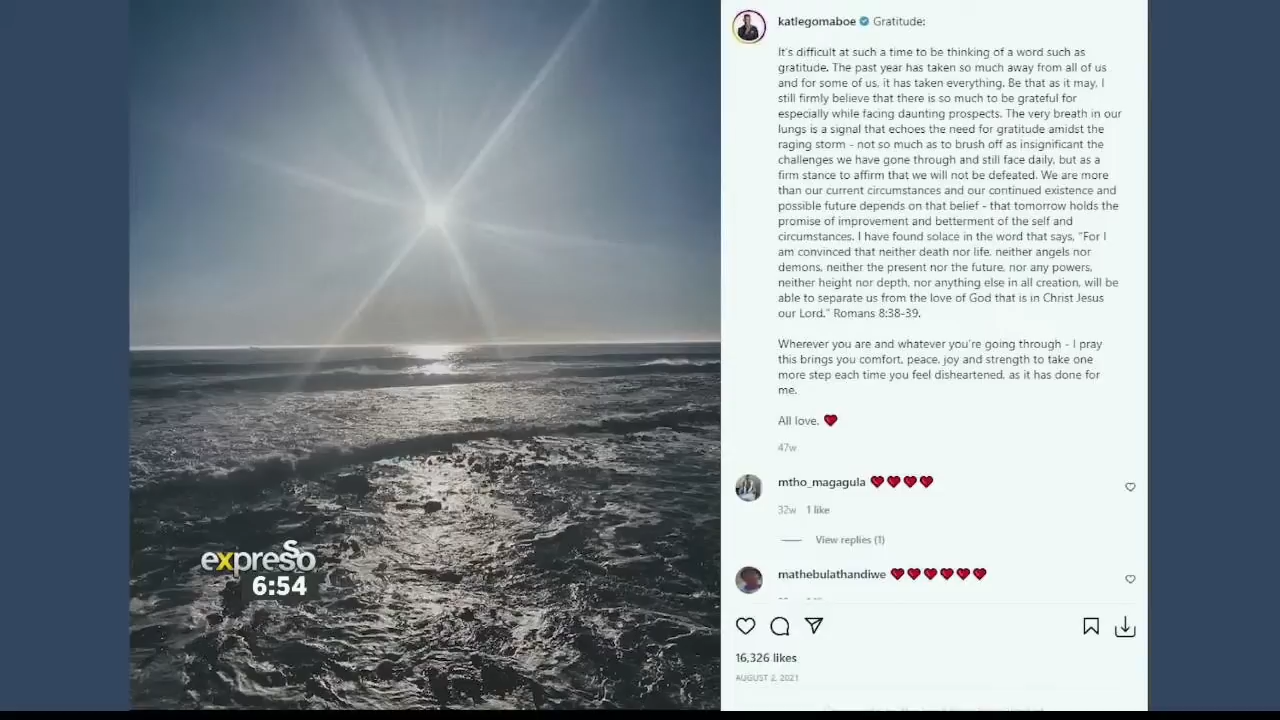 katlegomaboe Gratitude:
It's difficult at such a time to be thinking of a word such as
gratitude. The past year has taken so much away from all of us
and for some of us, it has taken everything. Be that as it may, I
still firmly believe that there is so much to be grateful for
especially while facing daunting prospects. The very breath in our
lungs is a signal that echoes the need for gratitude amidst the
raging storm - not so much as to brush off as insignificant the
challenges we have gone through and still face daily, but as a
firm stance to affirm that we will not be defeated. We are more
than our current circumstances and our continued existence and
possible future depends on that belief - that tomorrow holds the
promise of improvement and betterment of the self and
circumstances. I have found solace in the word that says, "For I
am convinced that neither death nor life, neither angels nor
demons, neither the present nor the future, nor any powers,
neither height nor depth, nor anything else in all creation, will be
able to separate us from the love of God that is in Christ Jesus
our Lord." Romans 8:38-39.
Wherever you are and whatever you're going through - I pray
this brings you comfort, peace, joy and strength to take one
more step each time you feel disheartened, as it has done for
me.
All love. ❤️
47w
mtho_magagula ❤️❤️❤️❤️
32w 1 like
View replies (1)
mathebulathandiwe ❤️❤️❤️❤️❤️❤️
16,326 likes
AUGUST 2, 2021
expresso
6:54